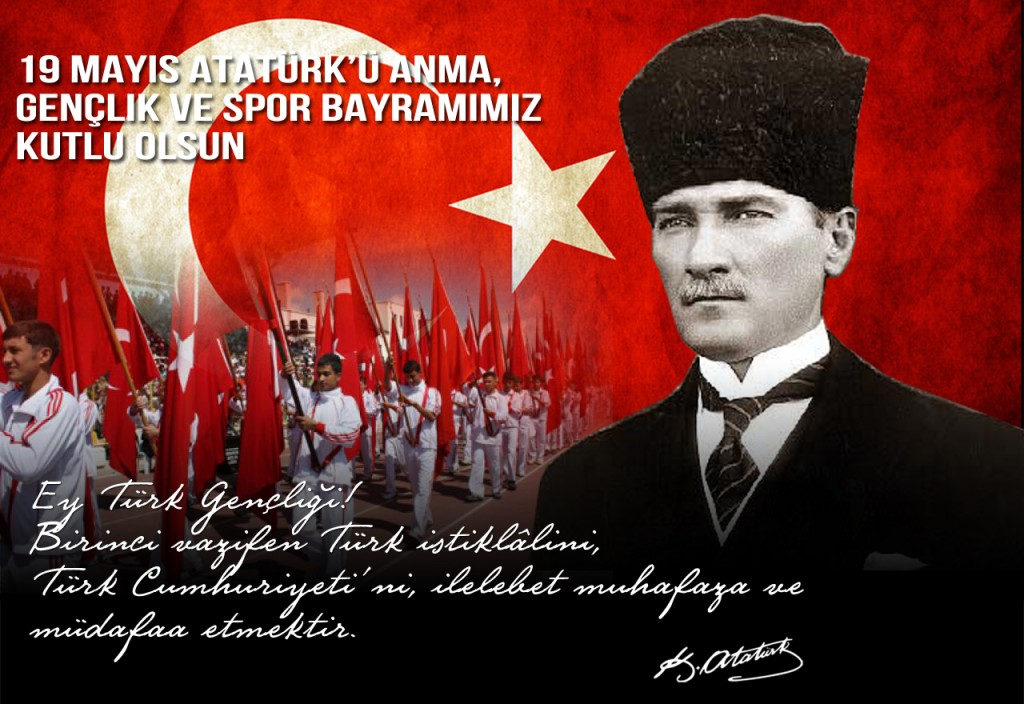 19 MAYIS ATATÜRK'Ü ANMA,
GENÇLİK VE SPOR BAYRAMIMIZ
KUTLU OLSUN
Ey Türk Gençliği!
Birinci vazifen Türk istiklâlini,
Türk Cumhuriyeti'ni, ilelebet muhafaza ve
müdafaa etmektir.
K. Atatürk